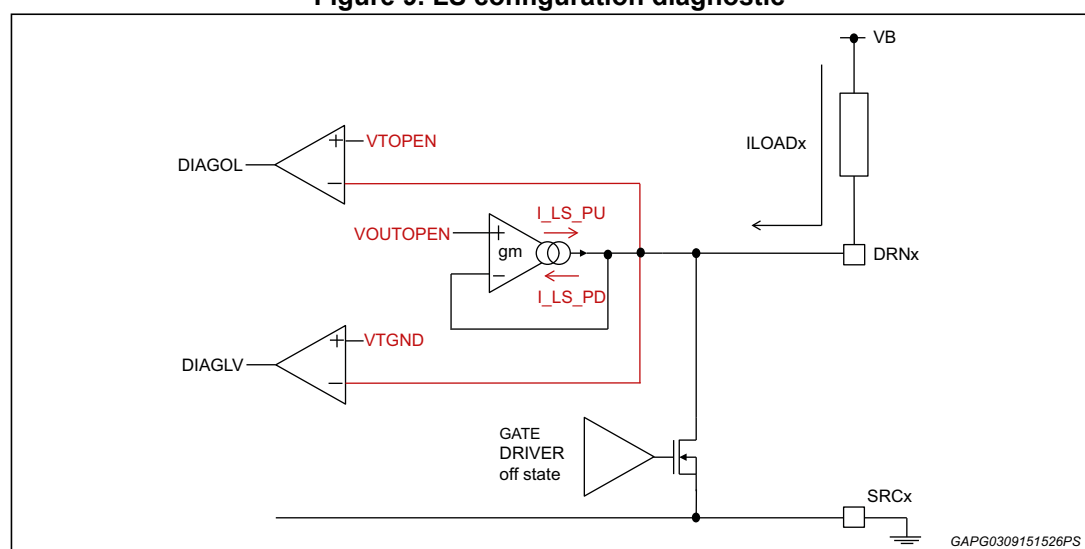 Figure 9. LS configuration diagnostic
VB
VTOPEN
ILOADx
DIAGOL
I_LS_PU
VOUTOPEN
gm
DRNx
I_LS_PD
VTGND
DIAGLV
GATE
DRIVER
off state
SRCx
GAPG0309151526PS